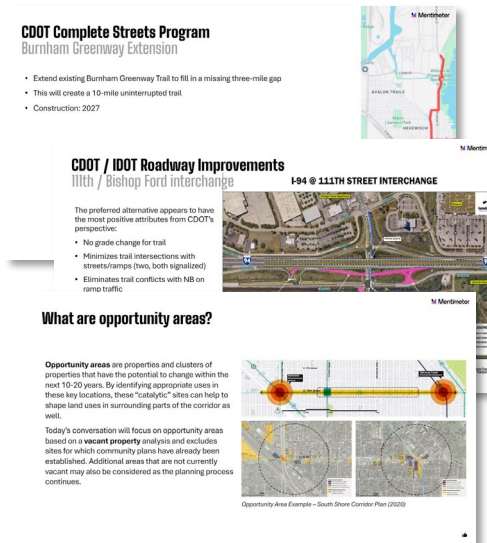 Mentimeter
CDOT Complete Streets Program
Burnham Greenway Extension
• Extend existing Burnham Greenway Trail to fill in a missing three-mile gap
• This will create a 10-mile uninterrupted trail
• Construction: 2027
AVALON TRAILS
HEGEWISCH
CDOT / IDOT Roadway Improvements
111th / Bishop Ford interchange
I-94 @ 111TH STREET INTERCHANGE
The preferred alternative appears to have
the most positive attributes from CDOT's
perspective:
• No grade change for trail
• Minimizes trail intersections with
streets/ramps (two, both signalized)
• Eliminates trail conflicts with NB on
ramp traffic
94
Mentimeter
What are opportunity areas?
Opportunity areas are properties and clusters of
properties that have the potential to change within the
next 10-20 years. By identifying appropriate uses in
these key locations, these "catalytic" sites can help to
shape land uses in surrounding parts of the corridor as
well.
Today's conversation will focus on opportunity areas
based on a vacant property analysis and excludes
sites for which community plans have already been
established. Additional areas that are not currently
vacant may also be considered as the planning process
continues.
Opportunity Area Example – South Shore Corridor Plan (2020)